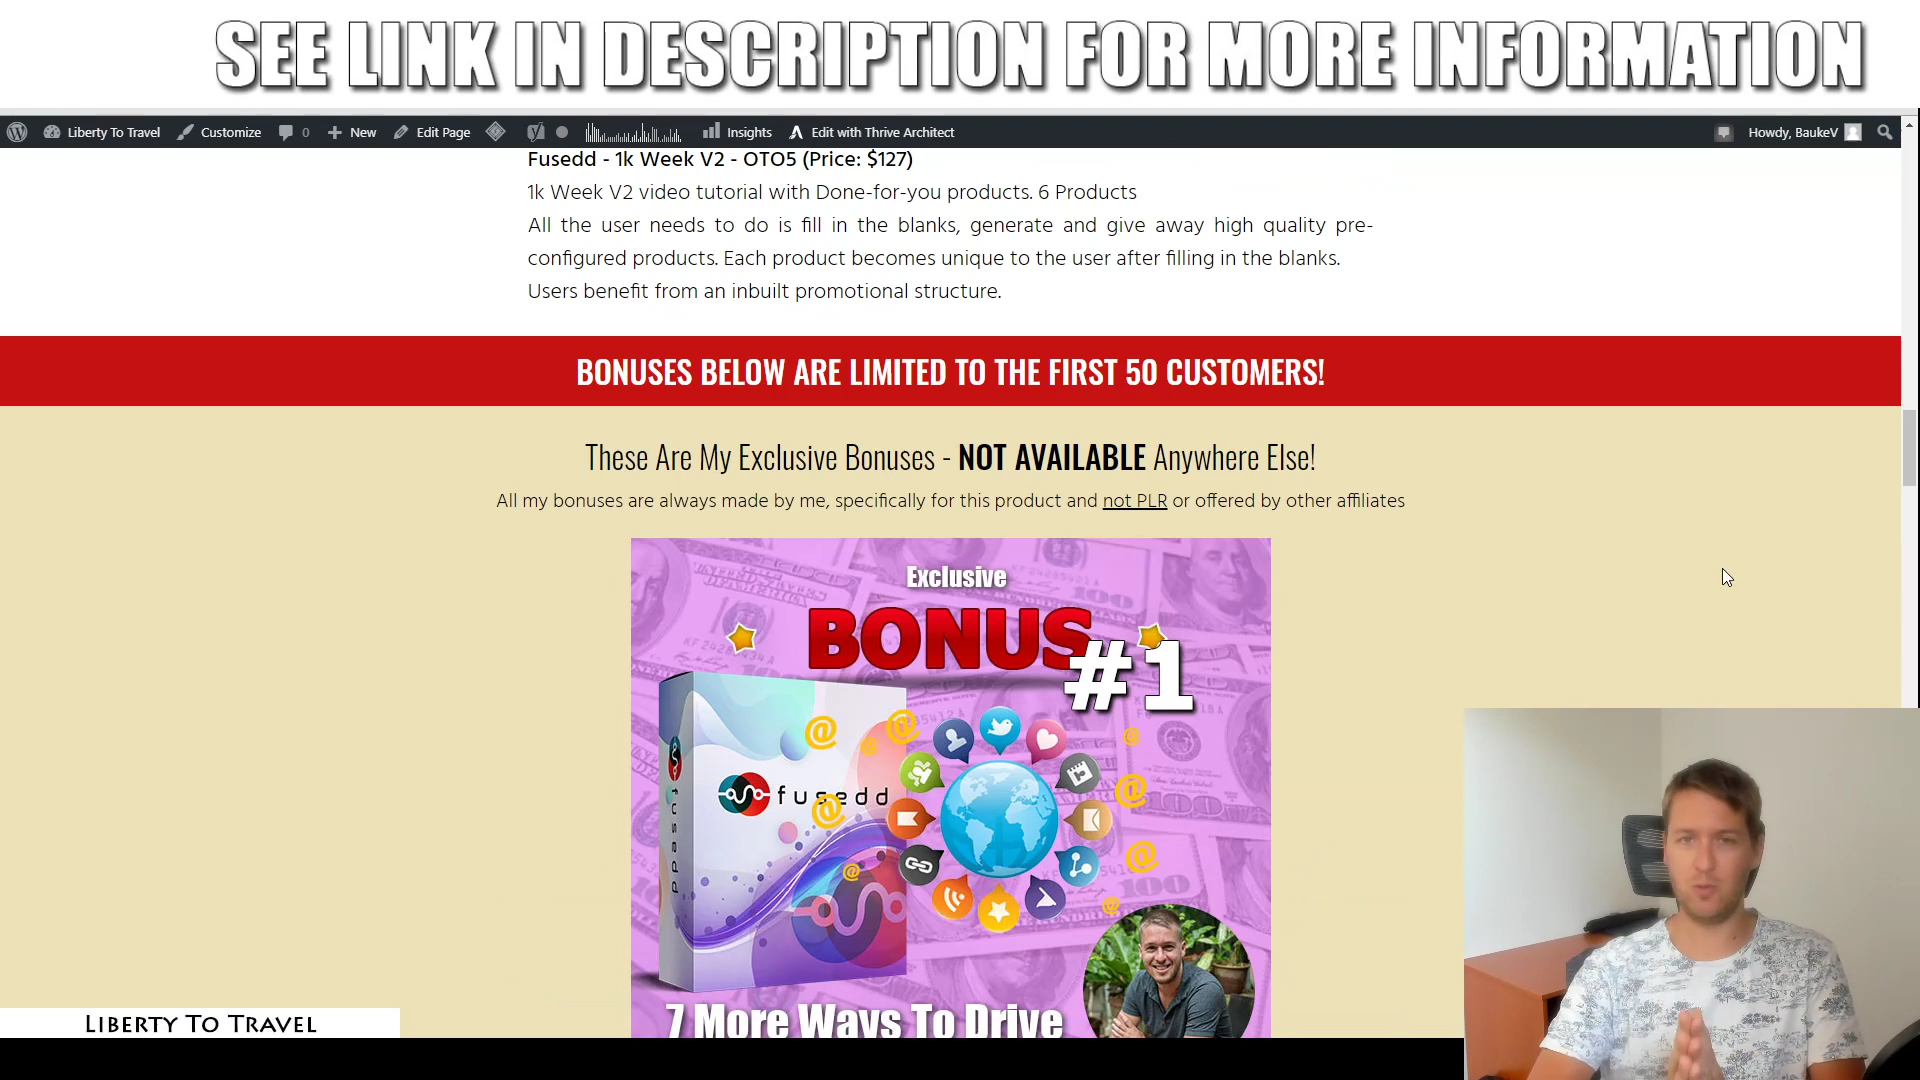 SEE LINK IN DESCRIPTION FOR MORE INFORMATION
Liberty To Travel Customize 0 New Edit Page Insights Edit with Thrive Architect Howdy, BaukeV
Fusedd - 1k Week V2 - OTO5 (Price: $127)
1k Week V2 video tutorial with Done-for-you products. 6 Products
All the user needs to do is fill in the blanks, generate and give away high quality pre-
configured products. Each product becomes unique to the user after filling in the blanks.
Users benefit from an inbuilt promotional structure.
BONUSES BELOW ARE LIMITED TO THE FIRST 50 CUSTOMERS!
These Are My Exclusive Bonuses - NOT AVAILABLE Anywhere Else!
All my bonuses are always made by me, specifically for this product and not PLR or offered by other affiliates
Exclusive
BONUS
#1
fusedd
fusedd
7 More Ways To Drive
LIBERTY TO TRAVEL